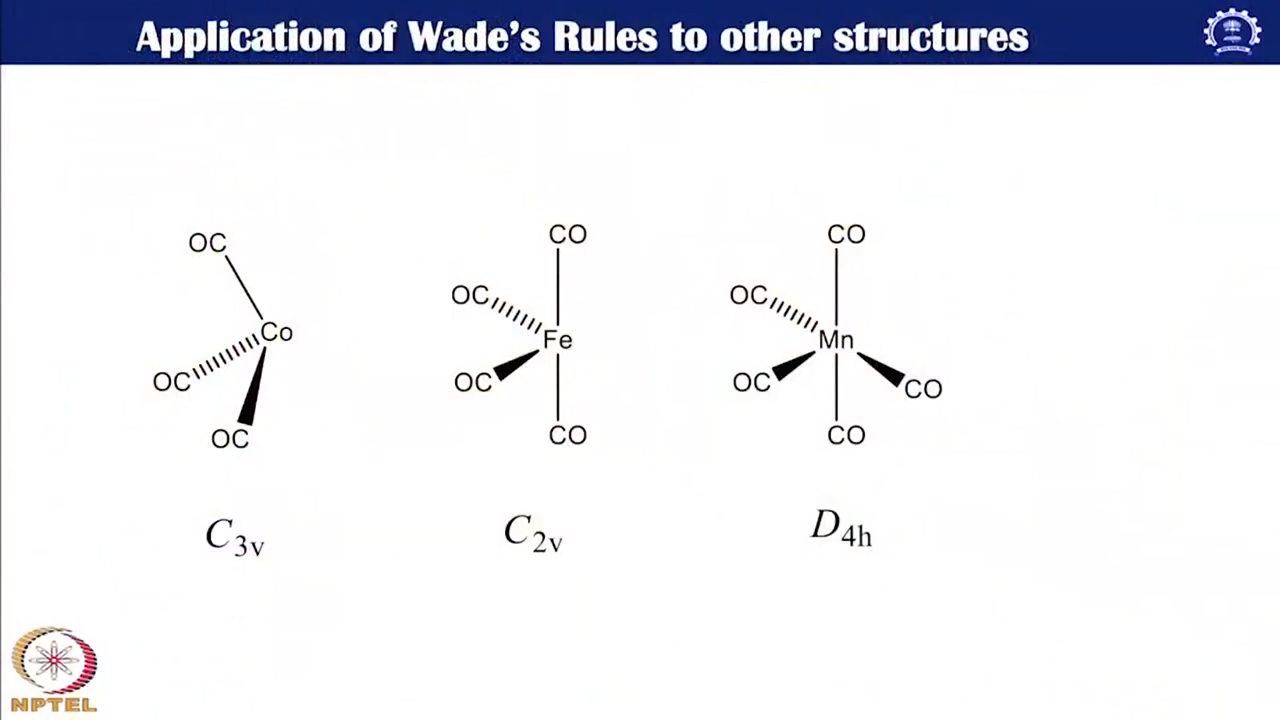 Application of Wade's Rules to other structures
OC
Co
OC
OC
C3v
CO
OC
Fe
OC
CO
C2v
CO
OC
Mn
OC
CO
CO
D4h
NPTEL